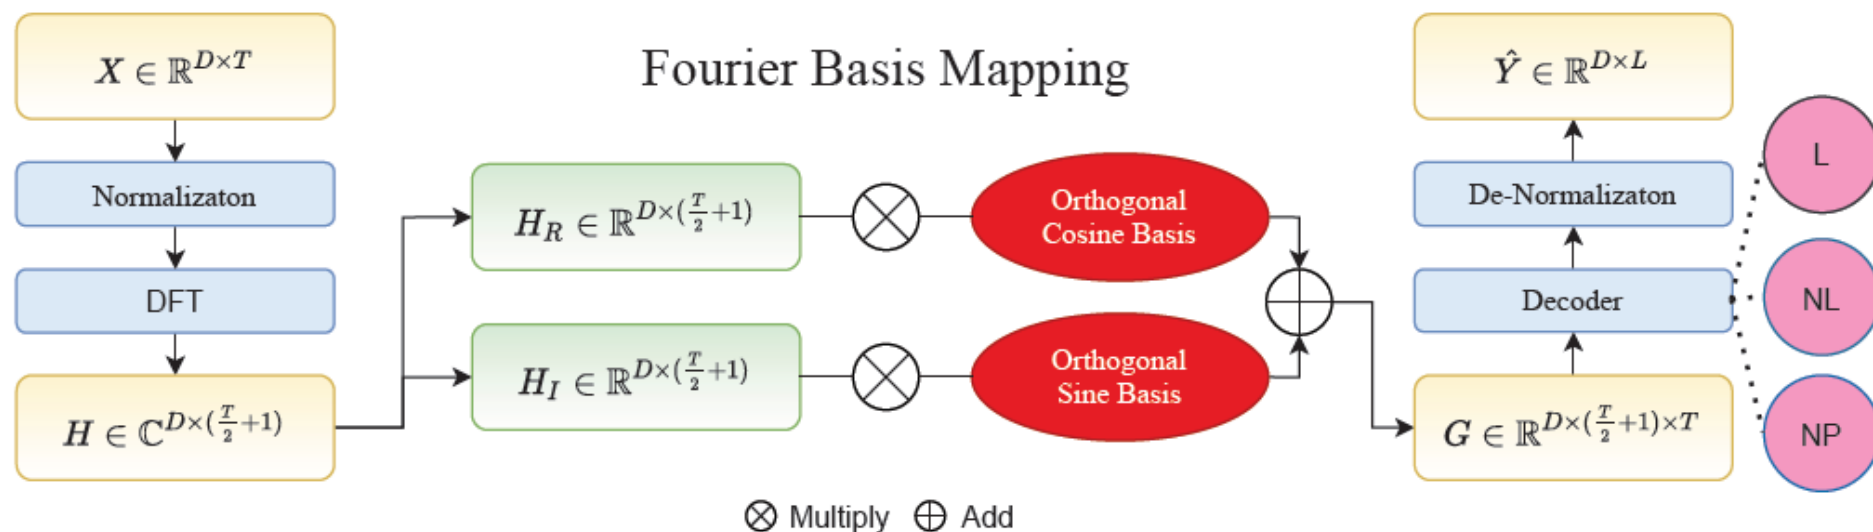 X ∈ ℝ^{D×T}
Normalizaton
DFT
H ∈ ℂ^{D×(T/2+1)}
Fourier Basis Mapping
H_R ∈ ℝ^{D×(T/2+1)}
Orthogonal
Cosine Basis
H_I ∈ ℝ^{D×(T/2+1)}
Orthogonal
Sine Basis
⊗ Multiply ⊕ Add
Ŷ ∈ ℝ^{D×L}
De-Normalizaton
Decoder
G ∈ ℝ^{D×(T/2+1)×T}
L
NL
NP